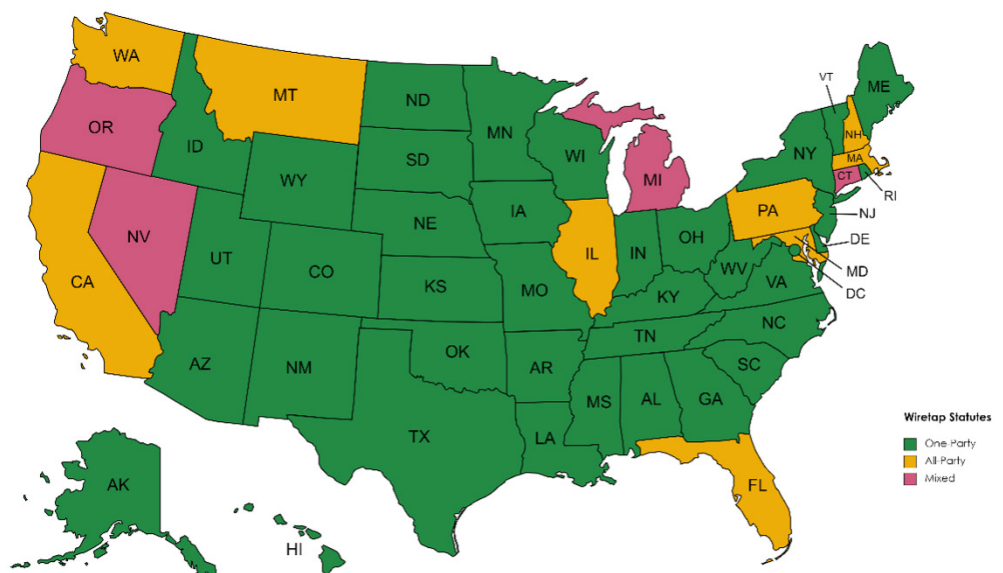 WA
MT
ND
MN
VT
ME
OR
ID
SD
WI
MI
NY
NH
MA
CT
RI
WY
IA
PA
NJ
NV
NE
IL
IN
OH
DE
CA
UT
CO
KS
MO
WV
VA
MD
DC
KY
NC
TN
AZ
NM
OK
AR
SC
MS
AL
GA
TX
LA
FL
AK
HI
Wiretap Statutes
One-Party
All-Party
Mixed